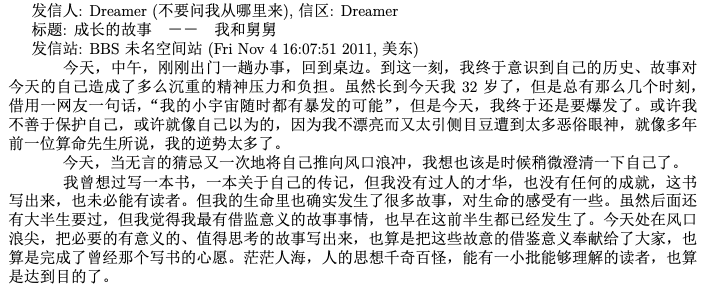 发信人: Dreamer (不要问我从哪里来), 信区: Dreamer
标题: 成长的故事　－－　我和舅舅
发信站: BBS 未名空间站 (Fri Nov 4 16:07:51 2011, 美东)
今天，中午，刚刚出门一趟办事，回到桌边。到这一刻，我终于意识到自己的历史、故事对
今天的自己造成了多么沉重的精神压力和负担。虽然长到今天我 32 岁了，但是总有那么几个时刻，
借用一网友一句话，“我的小宇宙随时都有暴发的可能”，但是今天，我终于还是要爆发了。或许我
不善于保护自己，或许就像自己以为的，因为我不漂亮而又太引侧目豆遭到太多恶俗眼神，就像多年
前一位算命先生所说，我的逆势太多了。
今天，当无言的猜忌又一次地将自己推向风口浪冲，我想也该是时候稍微澄清一下自己了。
我曾想过写一本书，一本关于自己的传记，但我没有过人的才华，也没有任何的成就，这书
写出来，也未必能有读者。但我的生命里也确实发生了很多故事，对生命的感受有一些。虽然后面还
有大半生要过，但我觉得我最有借监意义的故事事情，也早在这前半生都已经发生了。今天处在风口
浪尖，把必要的有意义的、值得思考的故事写出来，也算是把这些故意的借鉴意义奉献给了大家，也
算是完成了曾经那个写书的心愿。茫茫人海，人的思想千奇百怪，能有一小批能够理解的读者，也算
是达到目的了。